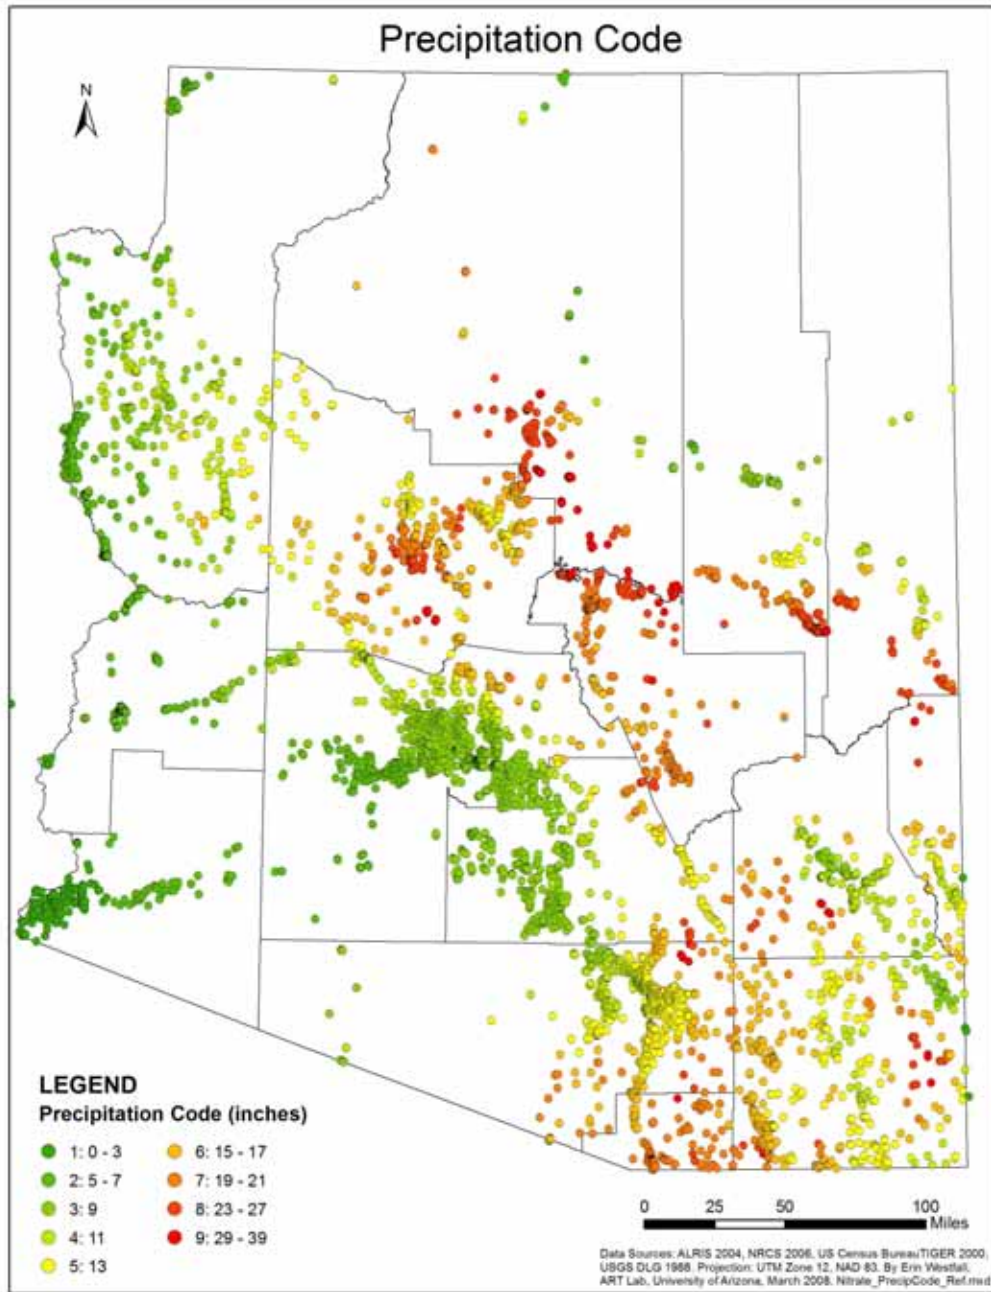 Precipitation Code
N
LEGEND
Precipitation Code (inches)
1: 0 - 3
2: 5 - 7
3: 9
4: 11
5: 13
6: 15 - 17
7: 19 - 21
8: 23 - 27
9: 29 - 39
0 25 50 100
Miles
Data Sources: ALRIS 2004, NRCS 2006, US Census BureauTIGER 2000,
USGS DLG 1988. Projection: UTM Zone 12, NAD 83. By Erin Westfall,
ART Lab, University of Arizona, March 2008. Nitrate_PrecipCode_Ref.mxd